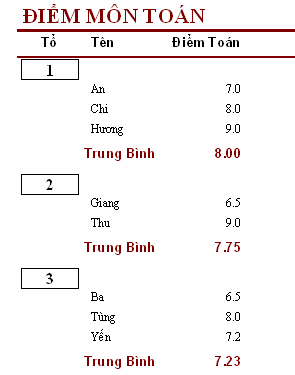 ĐIỂM MÔN TOÁN
Tổ Tên Điểm Toán
1
An 7.0
Chi 8.0
Hương 9.0
Trung Bình 8.00
2
Giang 6.5
Thu 9.0
Trung Bình 7.75
3
Ba 6.5
Tùng 8.0
Yến 7.2
Trung Bình 7.23